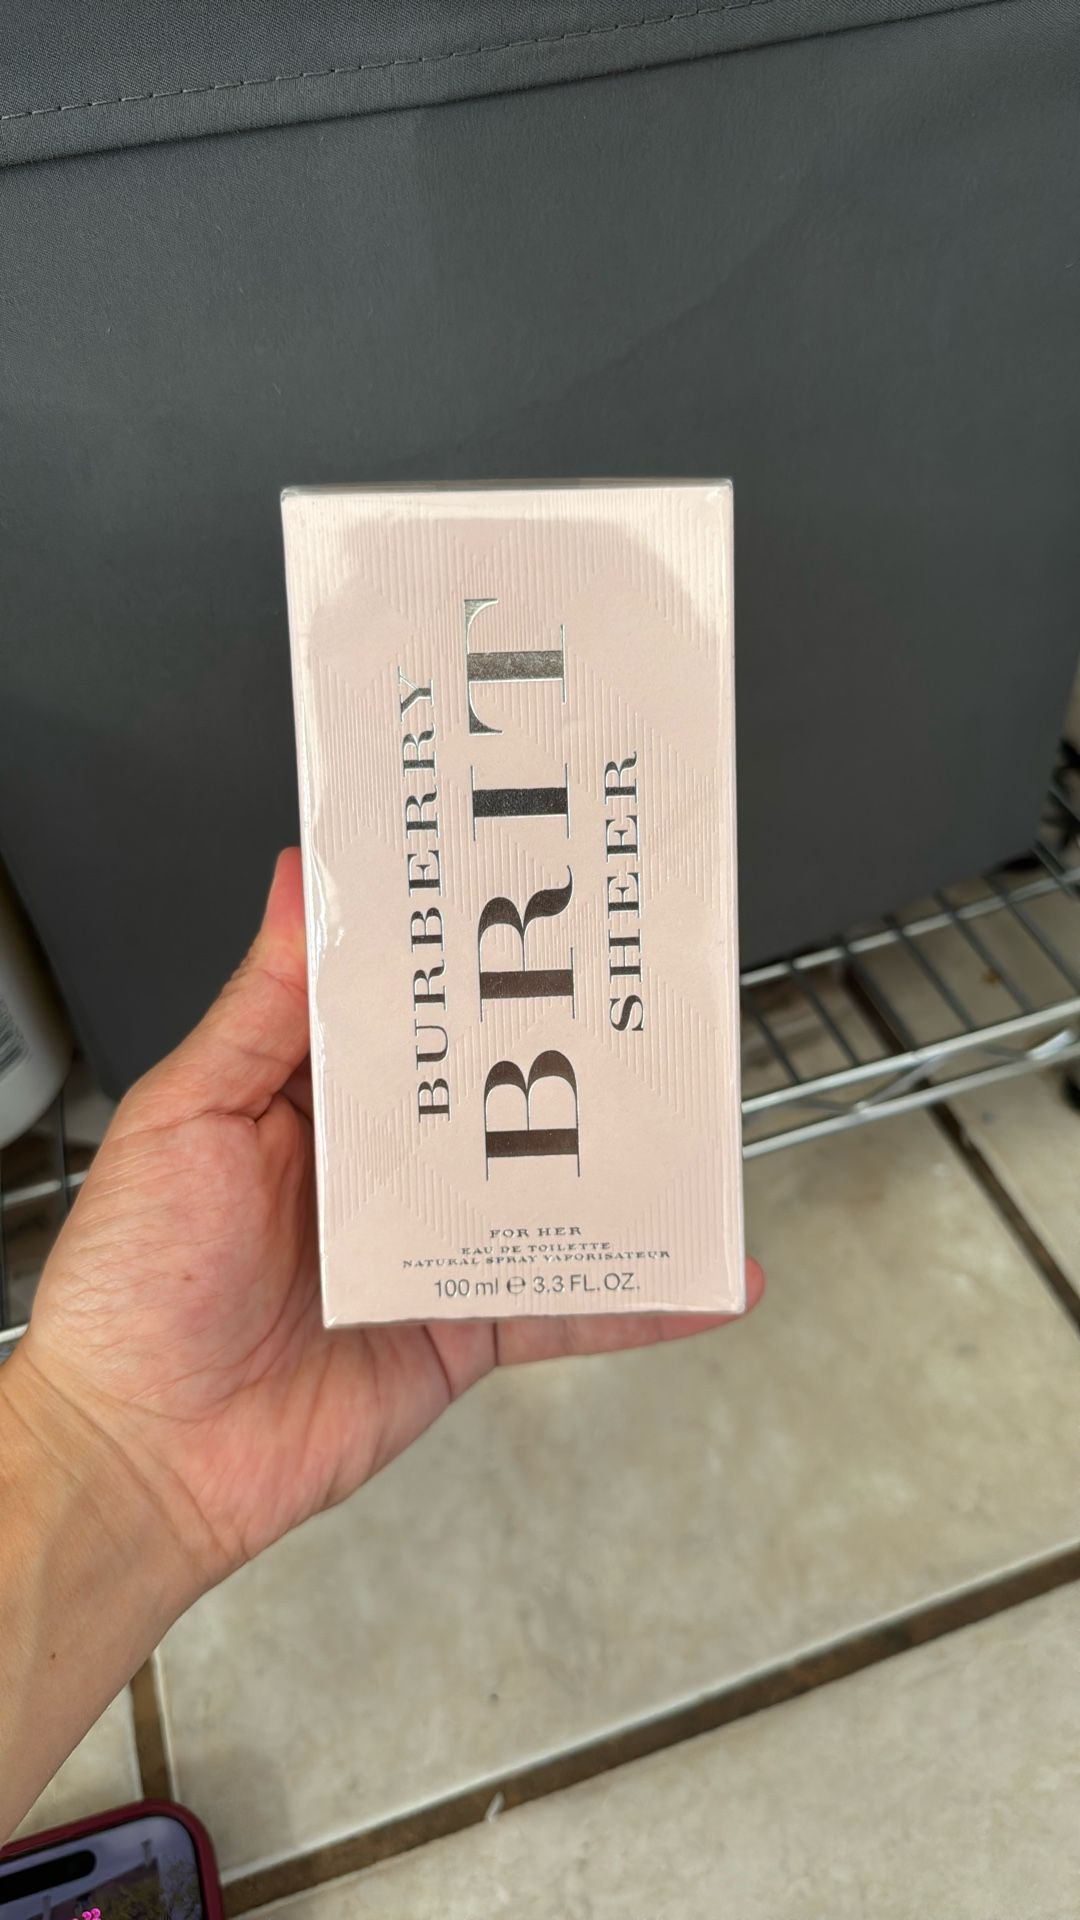 BURBERRY
BRIT
SHEER
FOR HER
EAU DE TOILETTE
NATURAL SPRAY VAPORISATEUR
100 ml ℮ 3.3 FL. OZ.